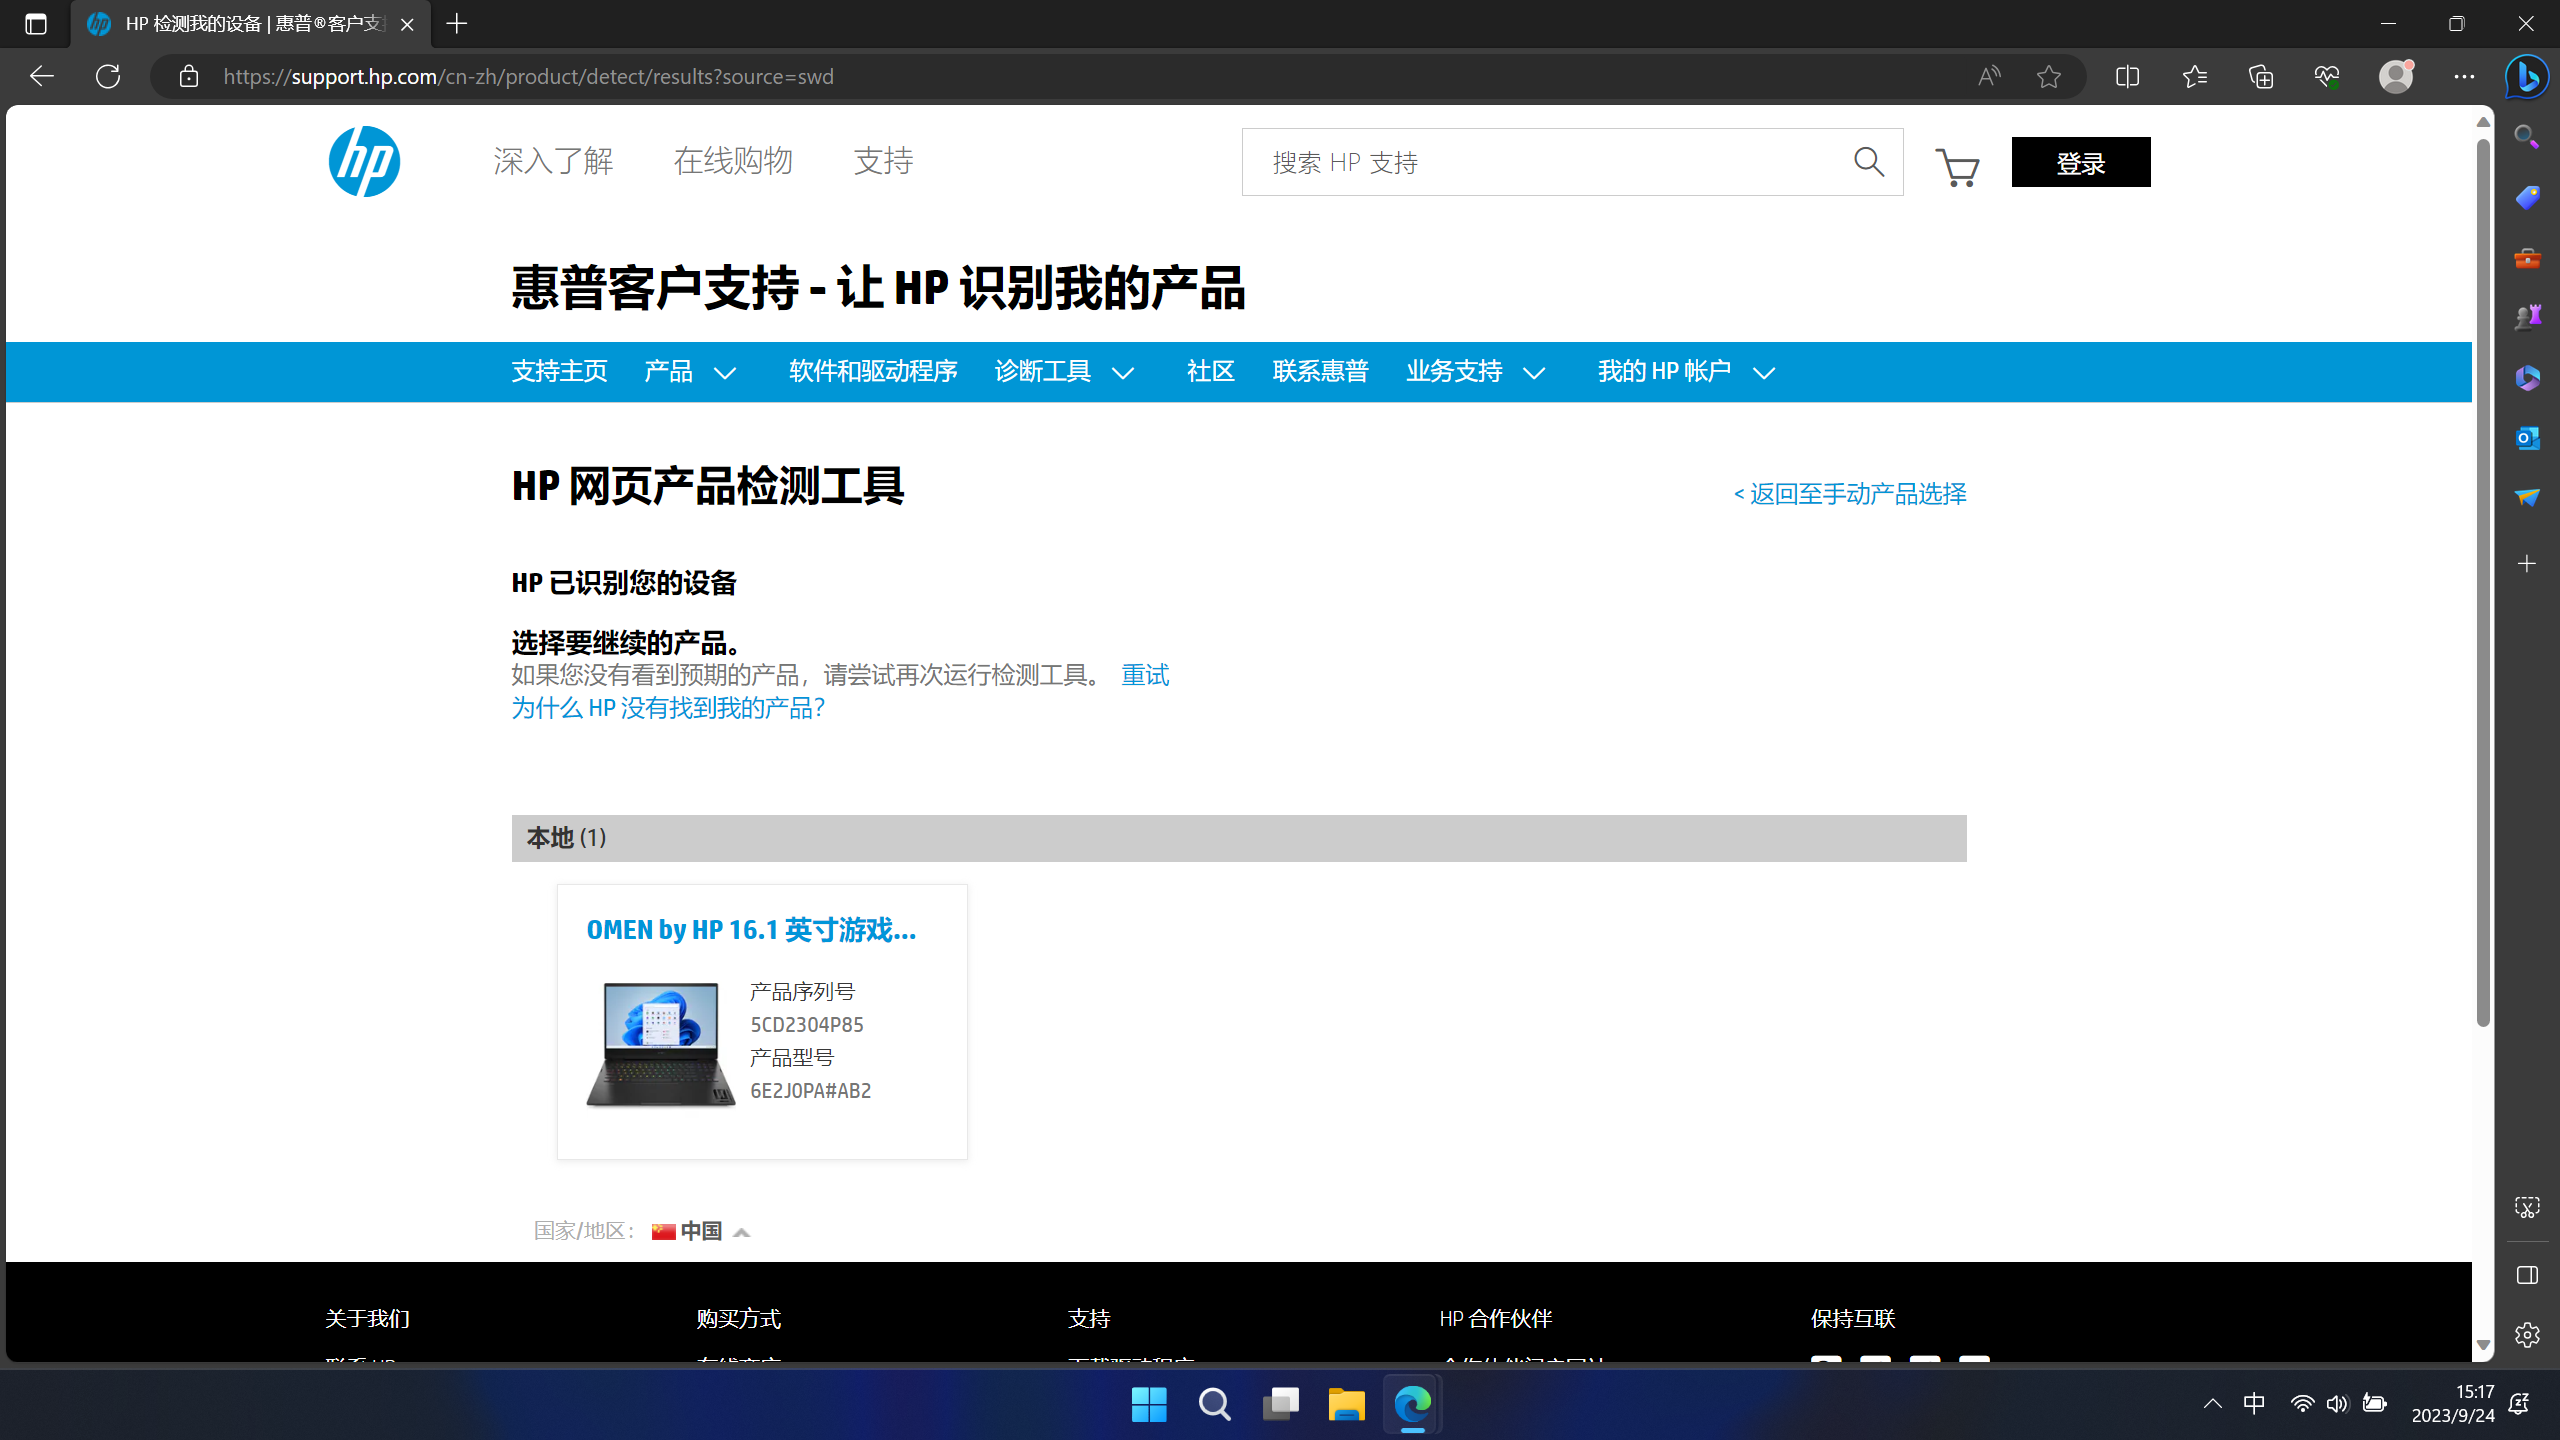 HP 检测我的设备 | 惠普®客户支
https://support.hp.com/cn-zh/product/detect/results?source=swd
hp
深入了解
在线购物
支持
搜索 HP 支持
登录
惠普客户支持 - 让 HP 识别我的产品
支持主页
产品
软件和驱动程序
诊断工具
社区
联系惠普
业务支持
我的 HP 帐户
HP 网页产品检测工具
< 返回至手动产品选择
HP 已识别您的设备
选择要继续的产品。
如果您没有看到预期的产品，请尝试再次运行检测工具。 重试
为什么 HP 没有找到我的产品？
本地 (1)
OMEN by HP 16.1 英寸游戏...
产品序列号
5CD2304P85
产品型号
6E2J0PA#AB2
国家/地区： 中国
关于我们
购买方式
支持
HP 合作伙伴
保持互联
中
15:17
2023/9/24